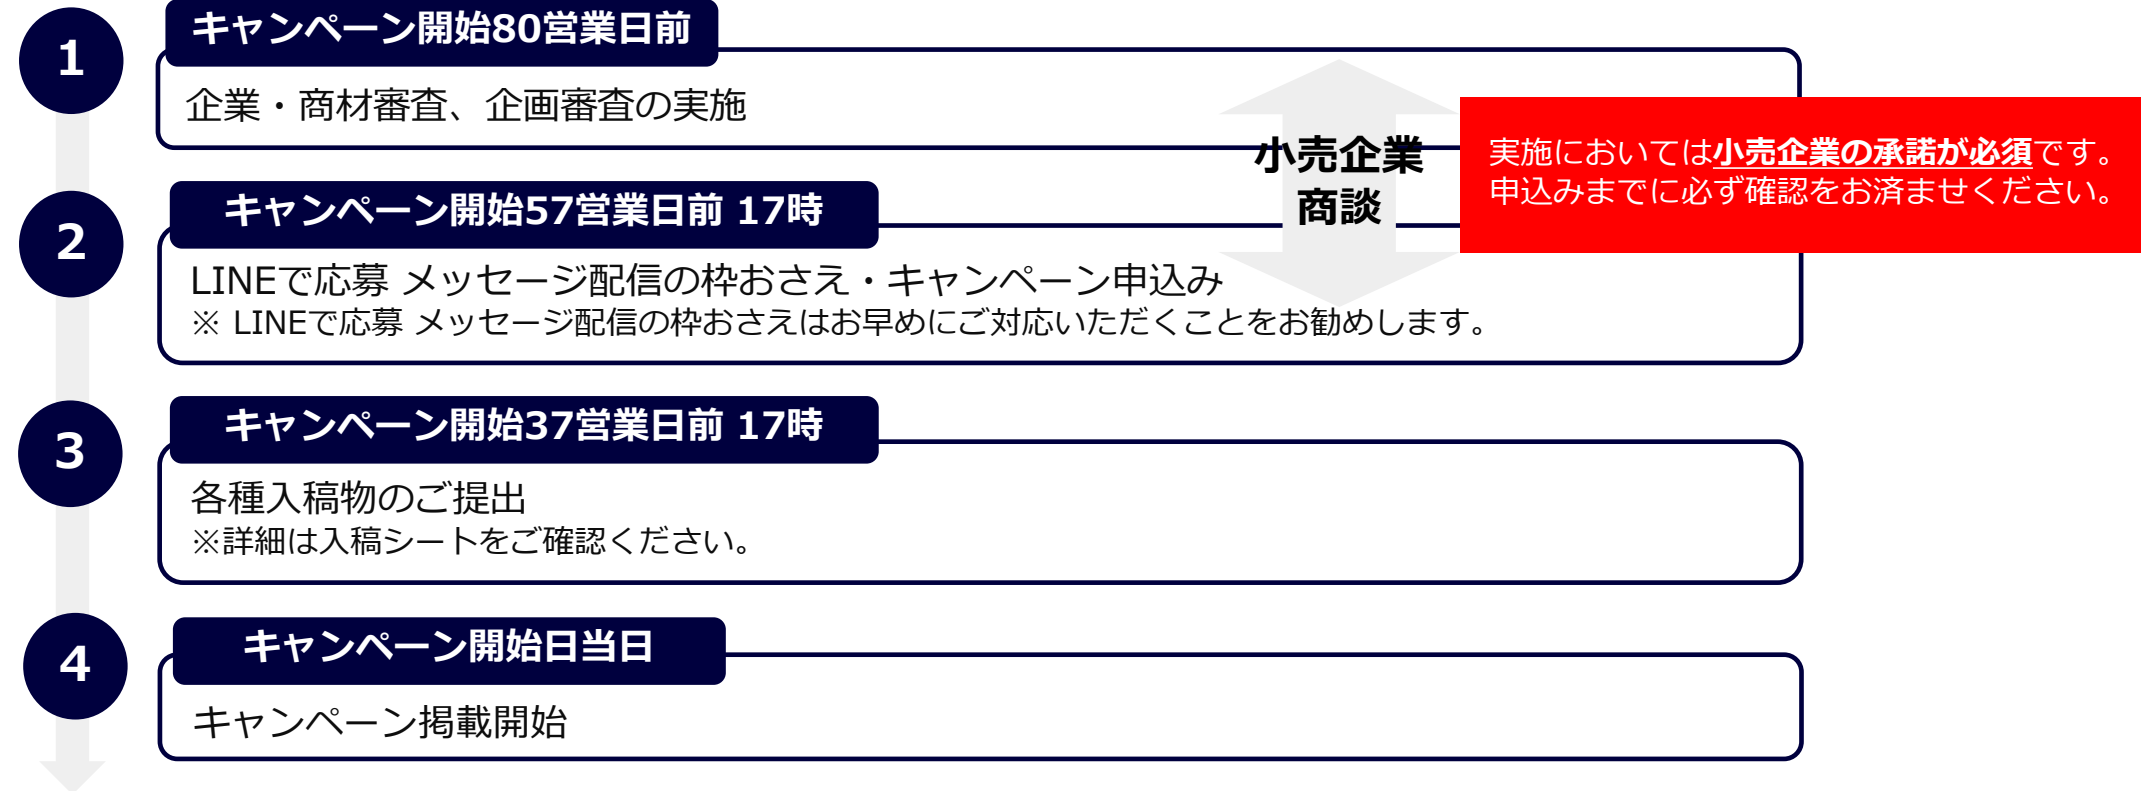 1
キャンペーン開始80営業日前
企業・商材審査、企画審査の実施
小売企業
商談
実施においては小売企業の承諾が必須です。
申込みまでに必ず確認をお済ませください。
2
キャンペーン開始57営業日前 17時
LINEで応募 メッセージ配信の枠おさえ・キャンペーン申込み
※ LINEで応募 メッセージ配信の枠おさえはお早めにご対応いただくことをお勧めします。
3
キャンペーン開始37営業日前 17時
各種入稿物のご提出
※詳細は入稿シートをご確認ください。
4
キャンペーン開始日当日
キャンペーン掲載開始